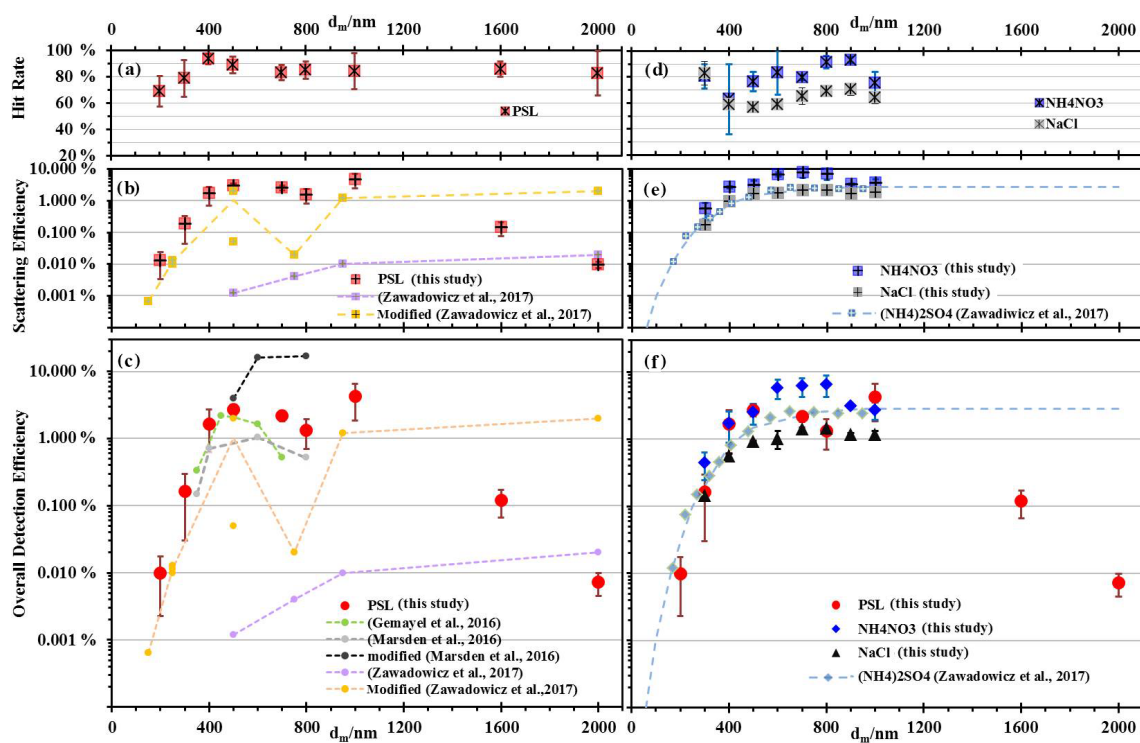 dm/nm
dm/nm
0 400 800 1200 1600 2000
0 400 800 1200 1600 2000
Hit Rate
100 %
80 %
60 %
40 %
20 %
(a)
PSL
(d)
NH4NO3
NaCl
Scattering Efficiency
10.000 %
1.000 %
0.100 %
0.010 %
0.001 %
(b)
PSL (this study)
(Zawadowicz et al., 2017)
Modified (Zawadowicz et al., 2017)
(e)
NH4NO3 (this study)
NaCl (this study)
(NH4)2SO4 (Zawadiwicz et al., 2017)
Overall Detection Efficiency
10.000 %
1.000 %
0.100 %
0.010 %
0.001 %
(c)
PSL (this study)
(Gemayel et al., 2016)
(Marsden et al., 2016)
modified (Marsden et al., 2016)
(Zawadowicz et al., 2017)
Modified (Zawadowicz et al.,2017)
(f)
PSL (this study)
NH4NO3 (this study)
NaCl (this study)
(NH4)2SO4 (Zawadowicz et al., 2017)
0 400 800 1200 1600 2000
0 400 800 1200 1600 2000
dm/nm
dm/nm